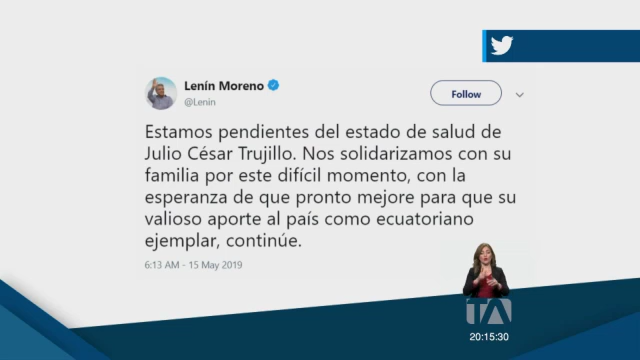 Lenín Moreno
@Lenin
Follow
Estamos pendientes del estado de salud de
Julio César Trujillo. Nos solidarizamos con su
familia por este difícil momento, con la
esperanza de que pronto mejore para que su
valioso aporte al país como ecuatoriano
ejemplar, continúe.
6:13 AM - 15 May 2019
TA
20:15:30